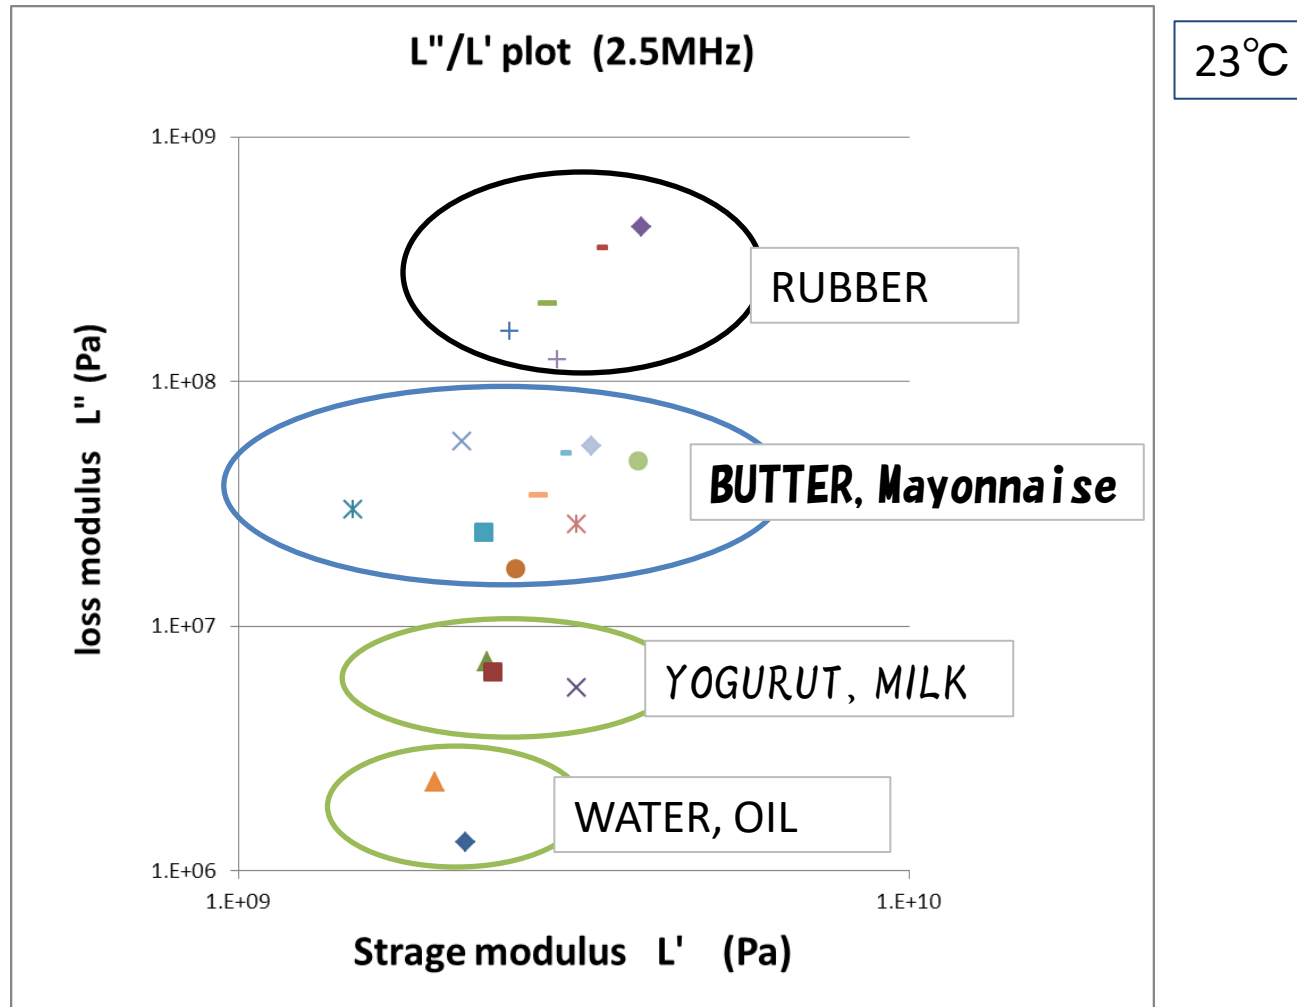 L"/L' plot (2.5MHz)
23℃
1.E+09
RUBBER
1.E+08
loss modulus L" (Pa)
BUTTER, Mayonnaise
1.E+07
YOGURUT, MILK
WATER, OIL
1.E+06
1.E+09
1.E+10
Strage modulus L' (Pa)